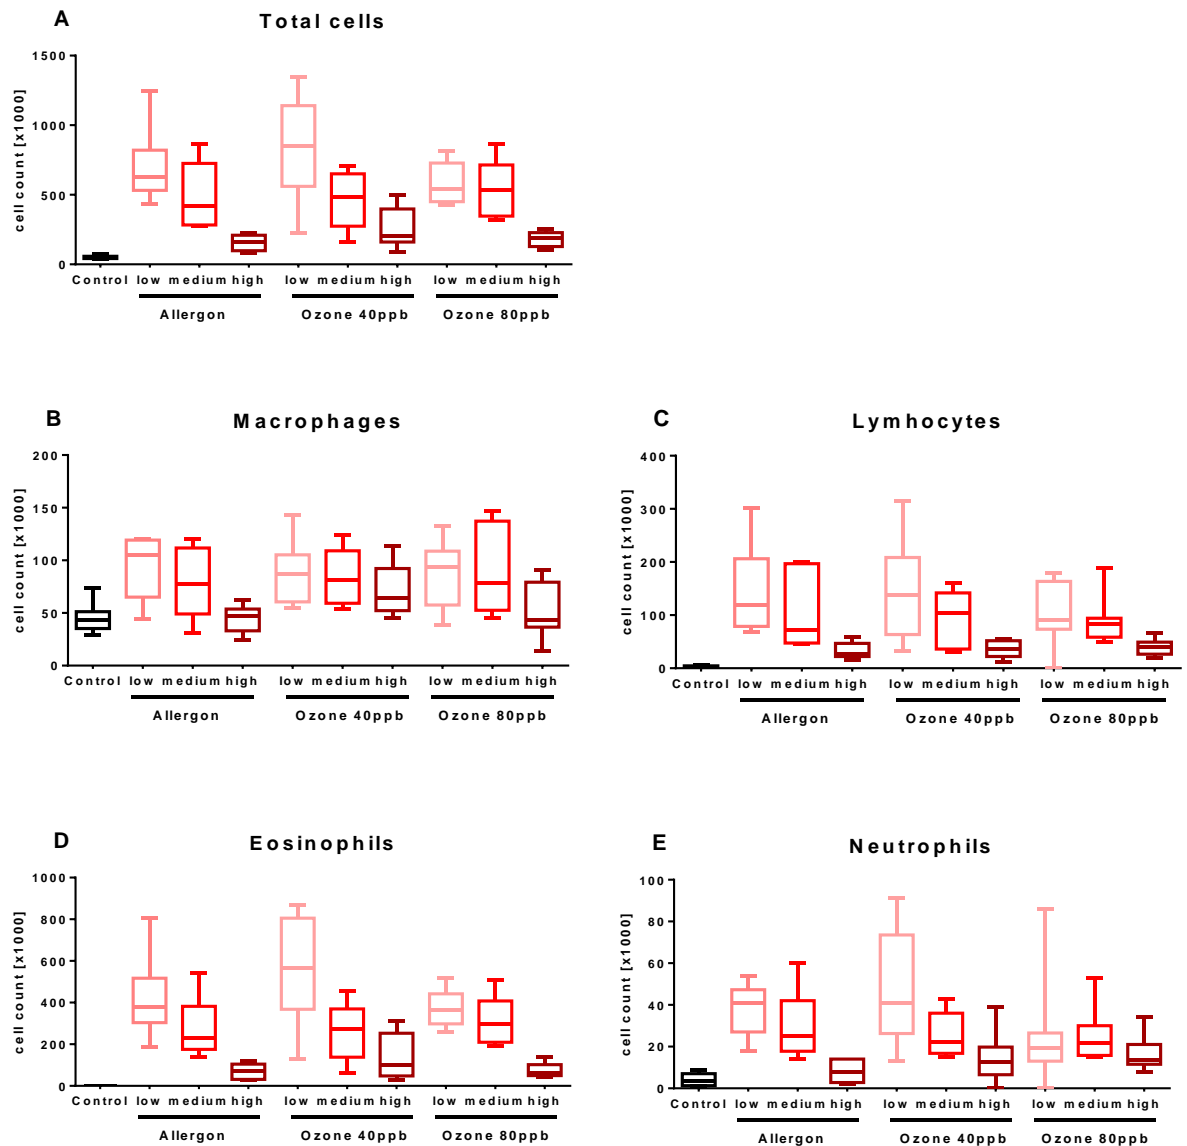 A
Total cells
cell count [x1000]
1500
1000
500
0
Control low medium high low medium high low medium high
Allergon Ozone 40ppb Ozone 80ppb
B
Macrophages
cell count [x1000]
200
150
100
50
0
Control low medium high low medium high low medium high
Allergon Ozone 40ppb Ozone 80ppb
C
Lymhocytes
cell count [x1000]
400
300
200
100
0
Control low medium high low medium high low medium high
Allergon Ozone 40ppb Ozone 80ppb
D
Eosinophils
cell count [x1000]
1000
800
600
400
200
0
Control low medium high low medium high low medium high
Allergon Ozone 40ppb Ozone 80ppb
E
Neutrophils
cell count [x1000]
100
80
60
40
20
0
Control low medium high low medium high low medium high
Allergon Ozone 40ppb Ozone 80ppb